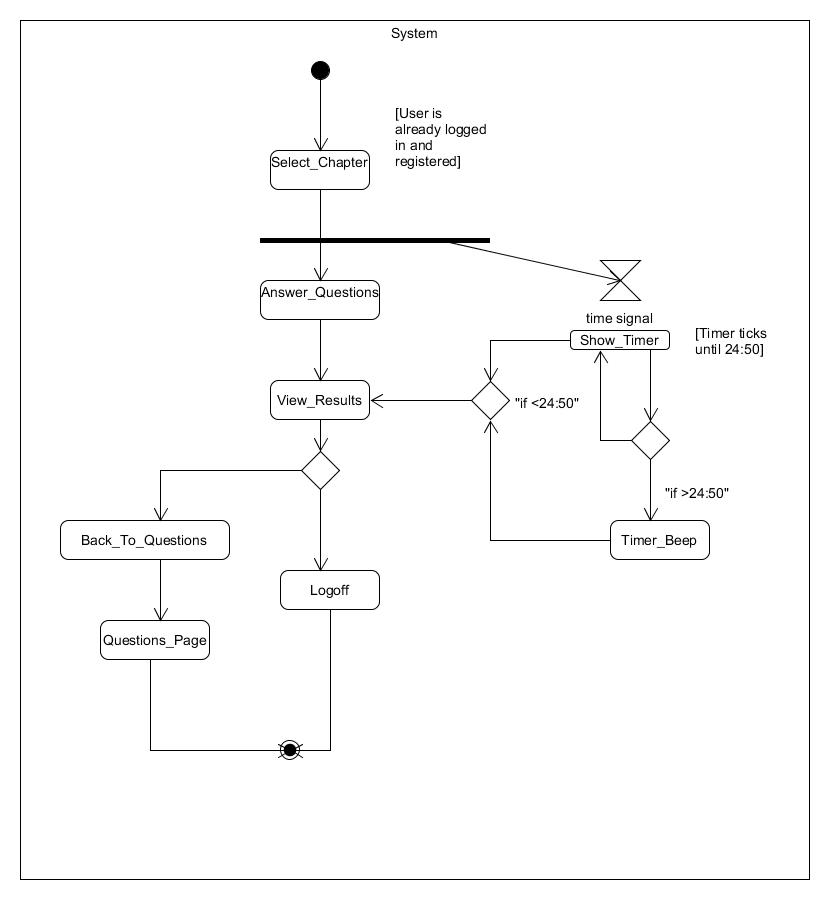 System
[User is
already logged
in and
registered]
Select_Chapter
Answer_Questions
time signal
Show_Timer
[Timer ticks
until 24:50]
View_Results
"if <24:50"
"if >24:50"
Back_To_Questions
Timer_Beep
Logoff
Questions_Page